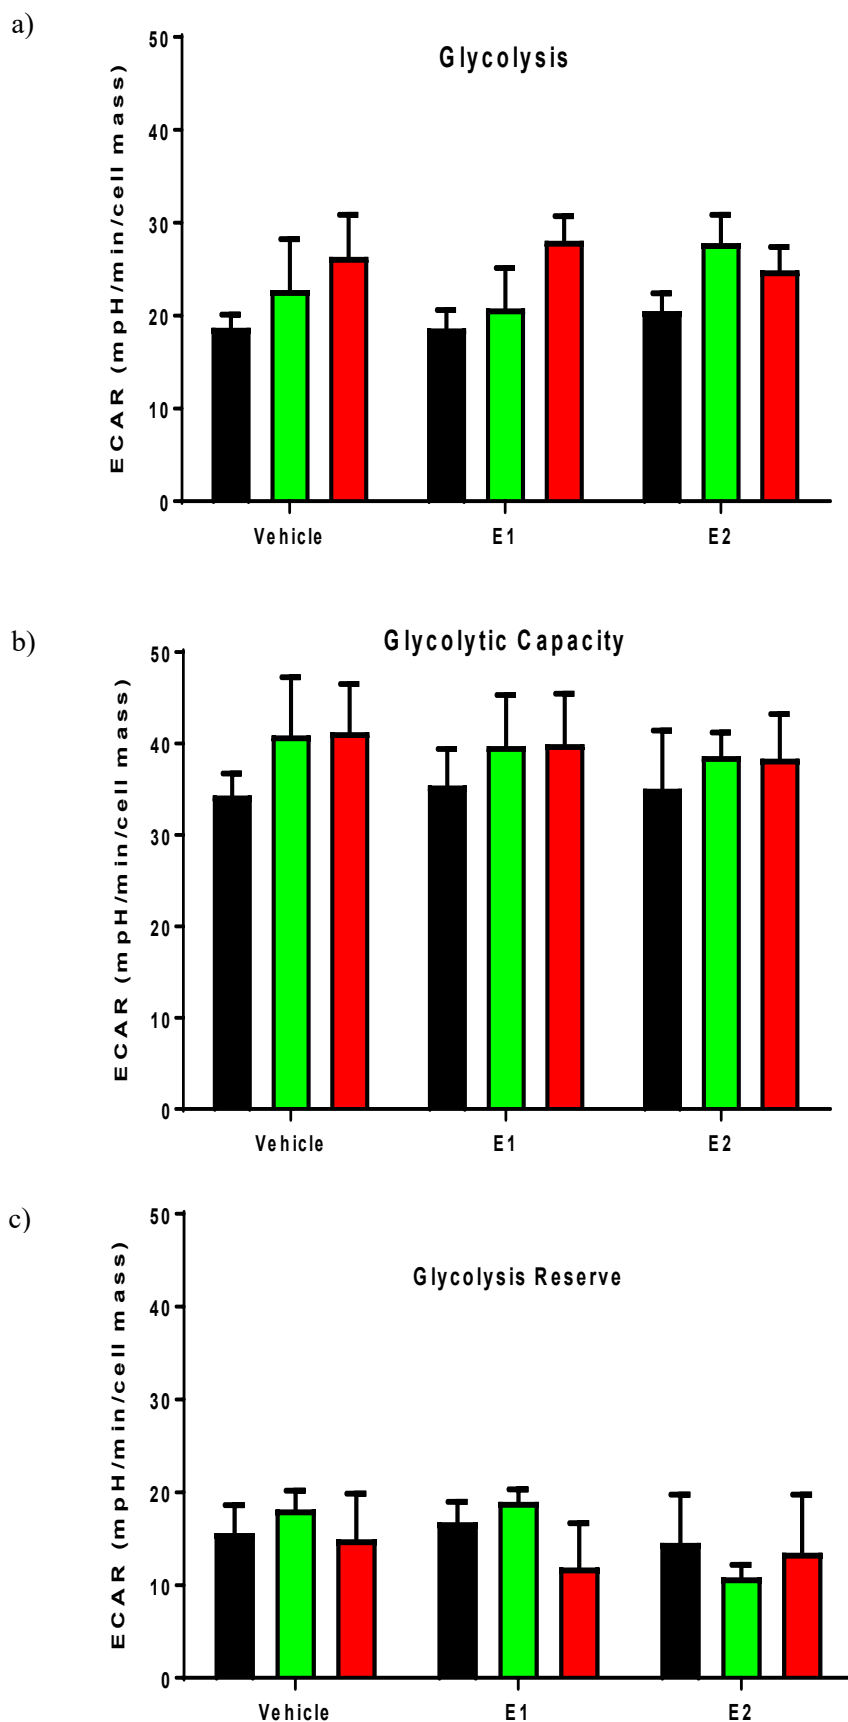 a)
Glycolysis
ECAR (mpH/min/cell mass)
50
40
30
20
10
0
Vehicle E1 E2
b)
Glycolytic Capacity
ECAR (mpH/min/cell mass)
50
40
30
20
10
0
Vehicle E1 E2
c)
Glycolysis Reserve
ECAR (mpH/min/cell mass)
50
40
30
20
10
0
Vehicle E1 E2